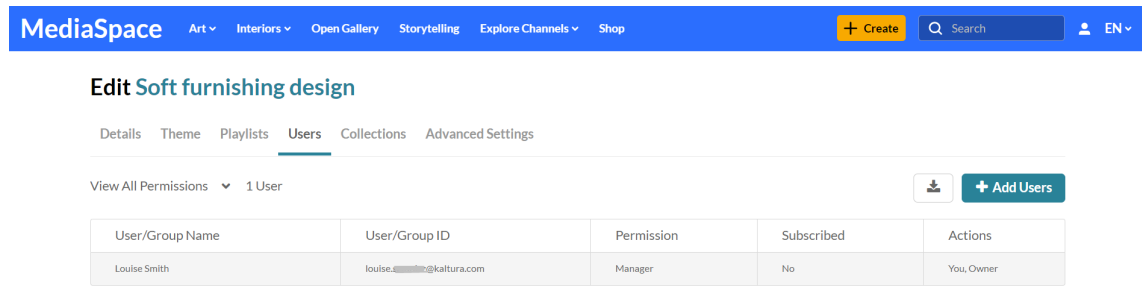 MediaSpace Art Interiors Open Gallery Storytelling Explore Channels Shop + Create Search EN
Edit Soft furnishing design
Details Theme Playlists Users Collections Advanced Settings
View All Permissions 1 User + Add Users
User/Group Name User/Group ID Permission Subscribed Actions
Louise Smith louise. @kaltura.com Manager No You, Owner